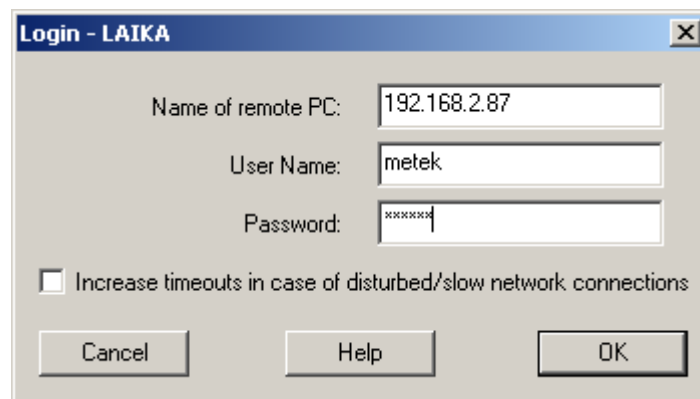 Login - LAIKA
Name of remote PC: 192.168.2.87
User Name: metek
Password: xxxxxx
Increase timeouts in case of disturbed/slow network connections
Cancel Help OK